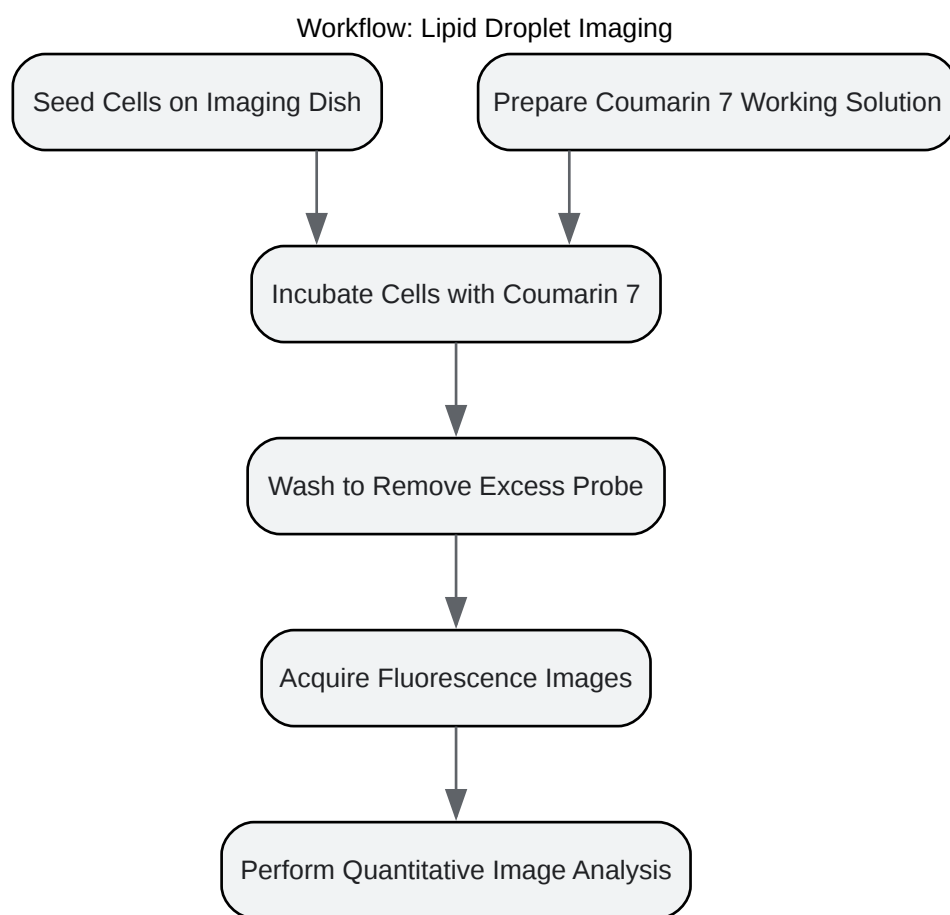 Workflow: Lipid Droplet Imaging
Seed Cells on Imaging Dish
Prepare Coumarin 7 Working Solution
Incubate Cells with Coumarin 7
Wash to Remove Excess Probe
Acquire Fluorescence Images
Perform Quantitative Image Analysis